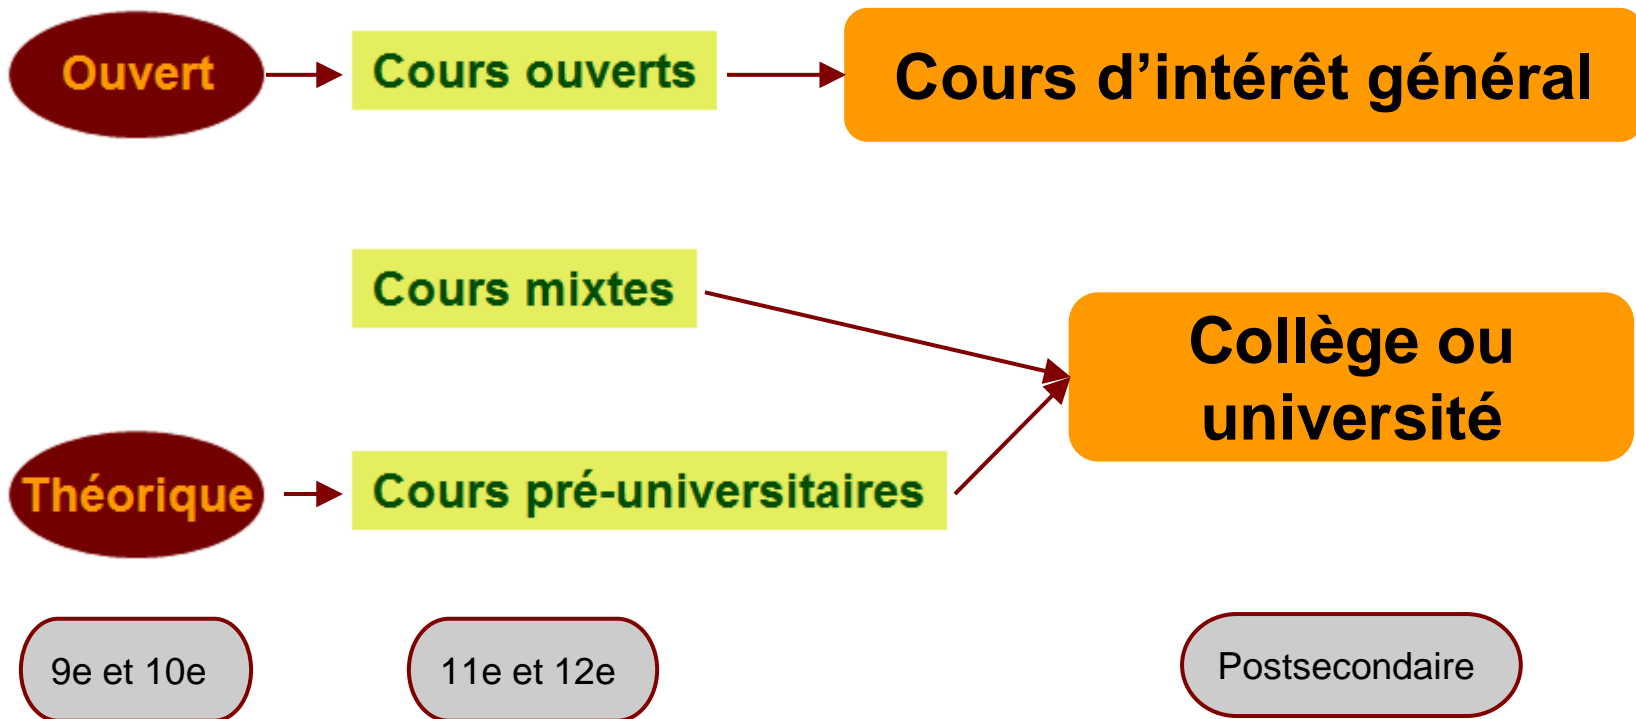 Ouvert
Cours ouverts
Cours d’intérêt général
Cours mixtes
Collège ou
université
Théorique
Cours pré-universitaires
9e et 10e
11e et 12e
Postsecondaire